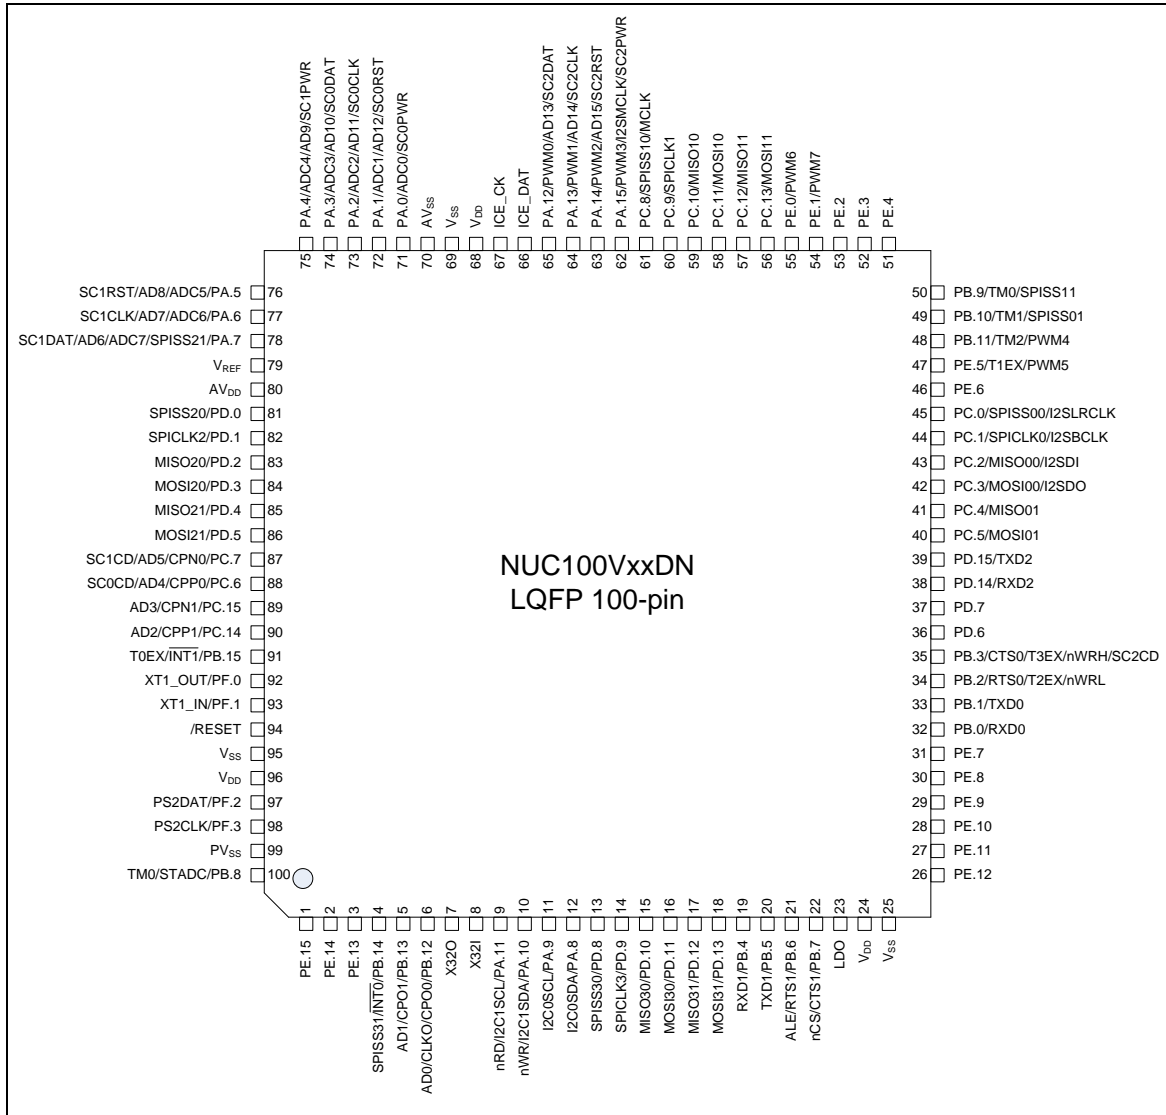 PA.4/ADC4/AD9/SC1PWR
PA.3/ADC3/AD10/SC0DAT
PA.2/ADC2/AD11/SC0CLK
PA.1/ADC1/AD12/SC0RST
PA.0/ADC0/SC0PWR
AVSS
VSS
VDD
ICE_CK
ICE_DAT
PA.12/PWM0/AD13/SC2DAT
PA.13/PWM1/AD14/SC2CLK
PA.14/PWM2/AD15/SC2RST
PA.15/PWM3/I2SMCLK/SC2PWR
PC.8/SPISS10/MCLK
PC.9/SPICLK1
PC.10/MISO10
PC.11/MOSI10
PC.12/MISO11
PC.13/MOSI11
PE.0/PWM6
PE.1/PWM7
PE.2
PE.3
PE.4
75 74 73 72 71 70 69 68 67 66 65 64 63 62 61 60 59 58 57 56 55 54 53 52 51
SC1RST/AD8/ADC5/PA.5 76
SC1CLK/AD7/ADC6/PA.6 77
SC1DAT/AD6/ADC7/SPISS21/PA.7 78
VREF 79
AVDD 80
SPISS20/PD.0 81
SPICLK2/PD.1 82
MISO20/PD.2 83
MOSI20/PD.3 84
MISO21/PD.4 85
MOSI21/PD.5 86
SC1CD/AD5/CPN0/PC.7 87
SC0CD/AD4/CPP0/PC.6 88
AD3/CPN1/PC.15 89
AD2/CPP1/PC.14 90
T0EX/INT1/PB.15 91
XT1_OUT/PF.0 92
XT1_IN/PF.1 93
/RESET 94
VSS 95
VDD 96
PS2DAT/PF.2 97
PS2CLK/PF.3 98
PVSS 99
TM0/STADC/PB.8 100
NUC100VxxDN
LQFP 100-pin
50 PB.9/TM0/SPISS11
49 PB.10/TM1/SPISS01
48 PB.11/TM2/PWM4
47 PE.5/T1EX/PWM5
46 PE.6
45 PC.0/SPISS00/I2SLRCLK
44 PC.1/SPICLK0/I2SBCLK
43 PC.2/MISO00/I2SDI
42 PC.3/MOSI00/I2SDO
41 PC.4/MISO01
40 PC.5/MOSI01
39 PD.15/TXD2
38 PD.14/RXD2
37 PD.7
36 PD.6
35 PB.3/CTS0/T3EX/nWRH/SC2CD
34 PB.2/RTS0/T2EX/nWRL
33 PB.1/TXD0
32 PB.0/RXD0
31 PE.7
30 PE.8
29 PE.9
28 PE.10
27 PE.11
26 PE.12
1 2 3 4 5 6 7 8 9 10 11 12 13 14 15 16 17 18 19 20 21 22 23 24 25
PE.15
PE.14
PE.13
SPISS31/INT0/PB.14
AD1/CPO1/PB.13
AD0/CLKO/CPO0/PB.12
X32O
X32I
nRD/I2C1SCL/PA.11
nWR/I2C1SDA/PA.10
I2C0SCL/PA.9
I2C0SDA/PA.8
SPISS30/PD.8
SPICLK3/PD.9
MISO30/PD.10
MOSI30/PD.11
MISO31/PD.12
MOSI31/PD.13
RXD1/PB.4
TXD1/PB.5
ALE/RTS1/PB.6
nCS/CTS1/PB.7
LDO
VDD
VSS